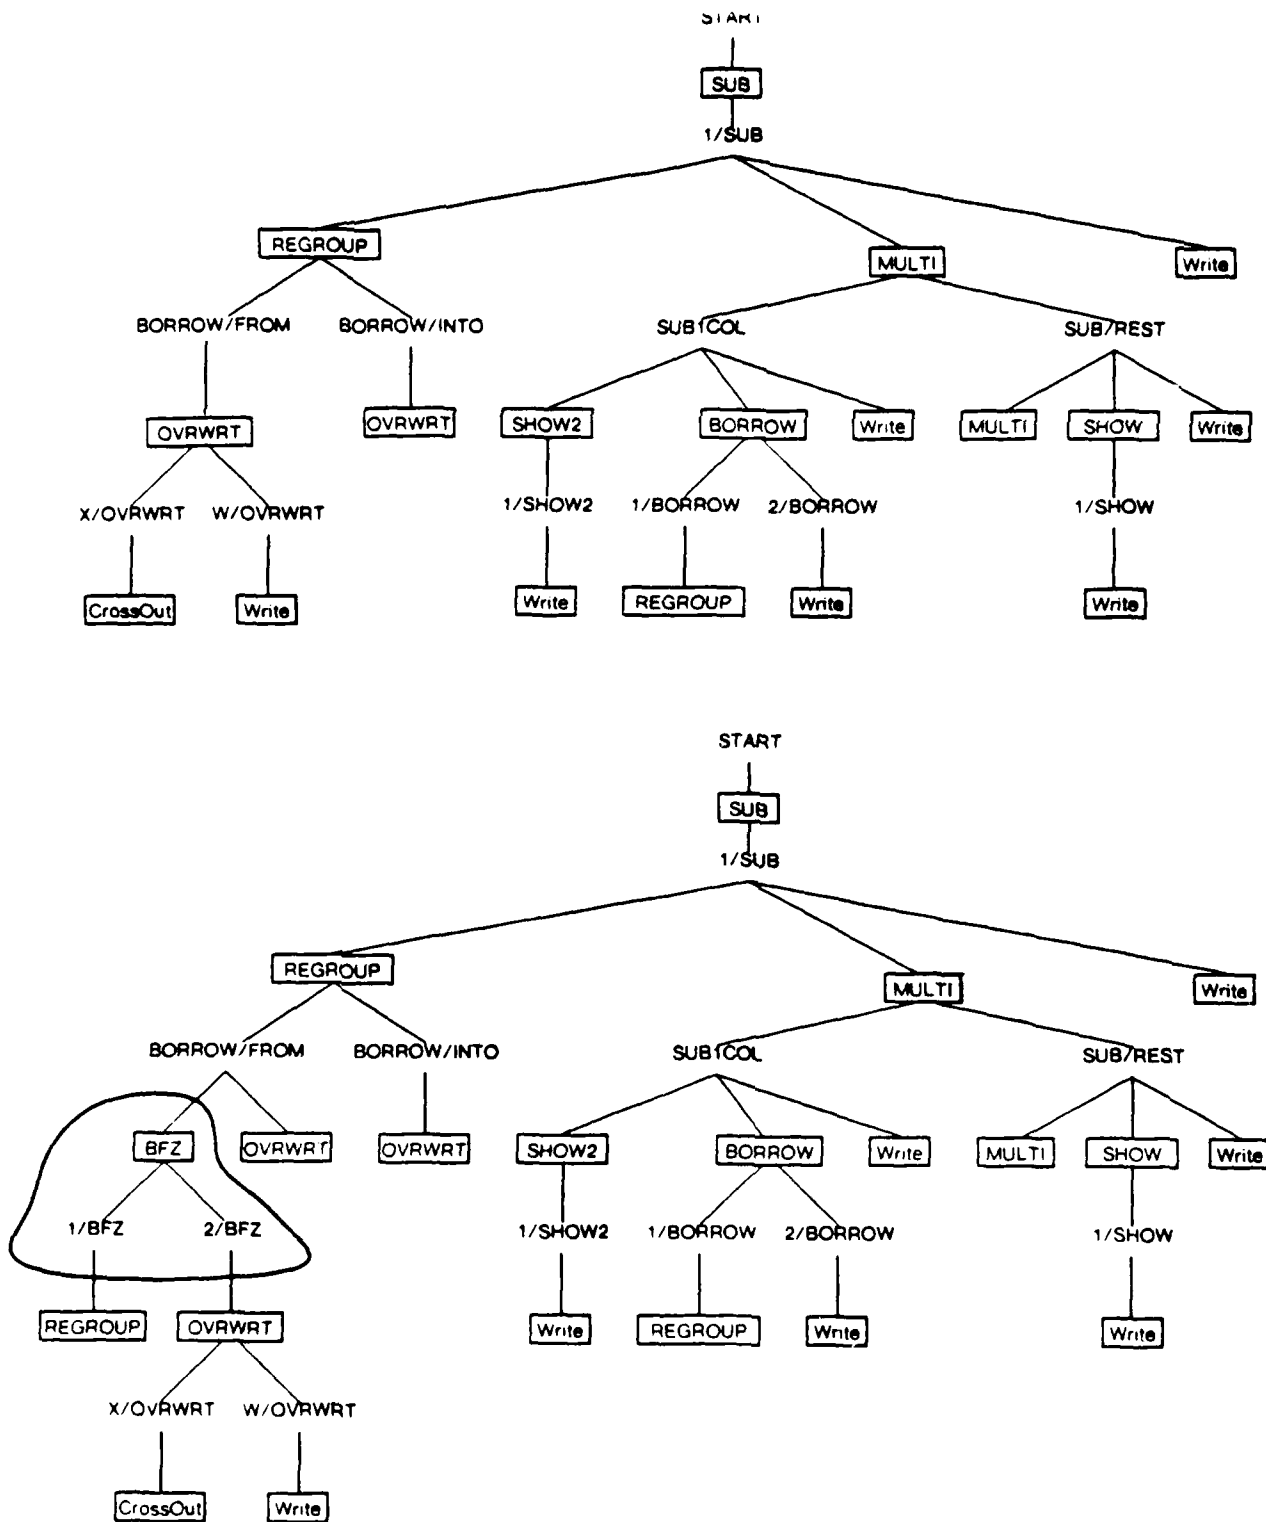 START
SUB
1/SUB
REGROUP
MULTI
Write
BORROW/FROM
BORROW/INTO
SUB1COL
SUB/REST
OVRWRT
OVRWRT
SHOW2
BORROW
Write
MULTI
SHOW
Write
X/OVRWRT
W/OVRWRT
1/SHOW2
1/BORROW
2/BORROW
1/SHOW
CrossOut
Write
Write
REGROUP
Write
Write
START
SUB
1/SUB
REGROUP
MULTI
Write
BORROW/FROM
BORROW/INTO
SUB1COL
SUB/REST
BFZ
OVRWRT
OVRWRT
SHOW2
BORROW
Write
MULTI
SHOW
Write
1/BFZ
2/BFZ
1/SHOW2
1/BORROW
2/BORROW
1/SHOW
REGROUP
OVRWRT
Write
REGROUP
Write
Write
X/OVRWRT
W/OVRWRT
CrossOut
Write